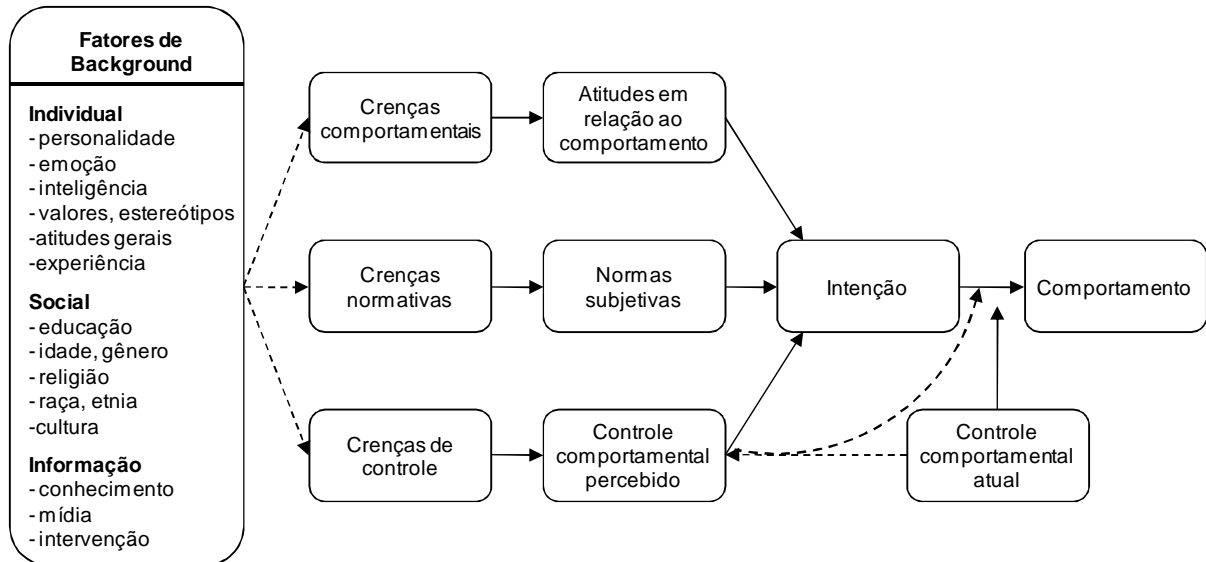 Fatores de
Background
Individual
-personalidade
-emoção
-inteligência
-valores, estereótipos
-atitudes gerais
-experiência
Social
-educação
-idade, gênero
-religião
-raça, etnia
-cultura
Informação
-conhecimento
-mídia
-intervenção
Crenças
comportamentais
Atitudes em
relação ao
comportamento
Crenças
normativas
Normas
subjetivas
Intenção
Comportamento
Crenças de
controle
Controle
comportamental
percebido
Controle
comportamental
atual